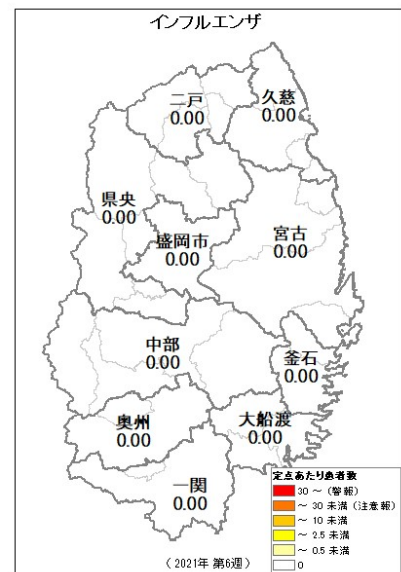 インフルエンザ
二戸
0.00
久慈
0.00
県央
0.00
盛岡市
0.00
宮古
0.00
中部
0.00
釜石
0.00
奥州
0.00
大船渡
0.00
一関
0.00
定点あたり患者数
30 ～ (警報)
～ 30 未満 (注意報)
～ 10 未満
～ 2.5 未満
～ 0.5 未満
0
(2021年 第6週)